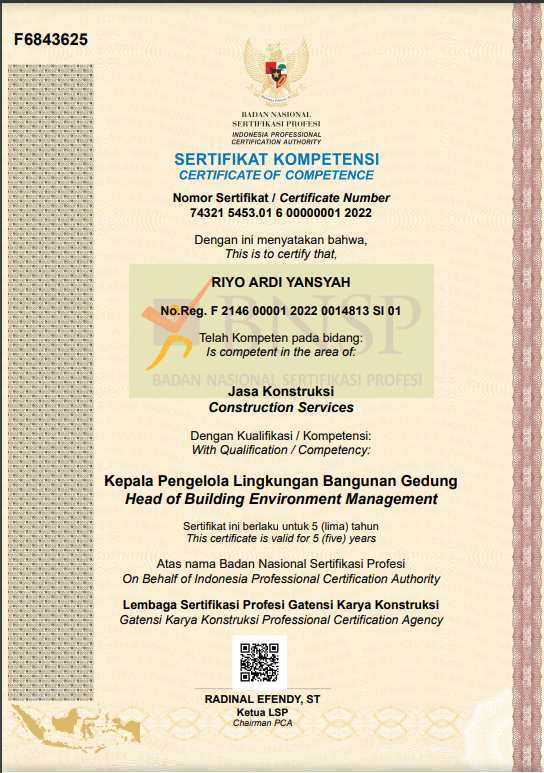 F6843625
BADAN NASIONAL
SERTIFIKASI PROFESI
INDONESIA PROFESSIONAL
CERTIFICATION AUTHORITY
SERTIFIKAT KOMPETENSI
CERTIFICATE OF COMPETENCE
Nomor Sertifikat / Certificate Number
74321 5453.01 6 00000001 2022
Dengan ini menyatakan bahwa,
This is to certify that,
RIYO ARDI YANSYAH
BNSP
No.Reg. F 2146 00001 2022 0014813 SI 01
Telah Kompeten pada bidang:
Is competent in the area of:
BADAN NASIONAL SERTIFIKASI PROFESI
Jasa Konstruksi
Construction Services
Dengan Kualifikasi / Kompetensi:
With Qualification / Competency:
Kepala Pengelola Lingkungan Bangunan Gedung
Head of Building Environment Management
Sertifikat ini berlaku untuk 5 (lima) tahun
This certificate is valid for 5 (five) years
Atas nama Badan Nasional Sertifikasi Profesi
On Behalf of Indonesia Professional Certification Authority
Lembaga Sertifikasi Profesi Gatensi Karya Konstruksi
Gatensi Karya Konstruksi Professional Certification Agency
RADINAL EFENDY, ST
Ketua LSP
Chairman PCA